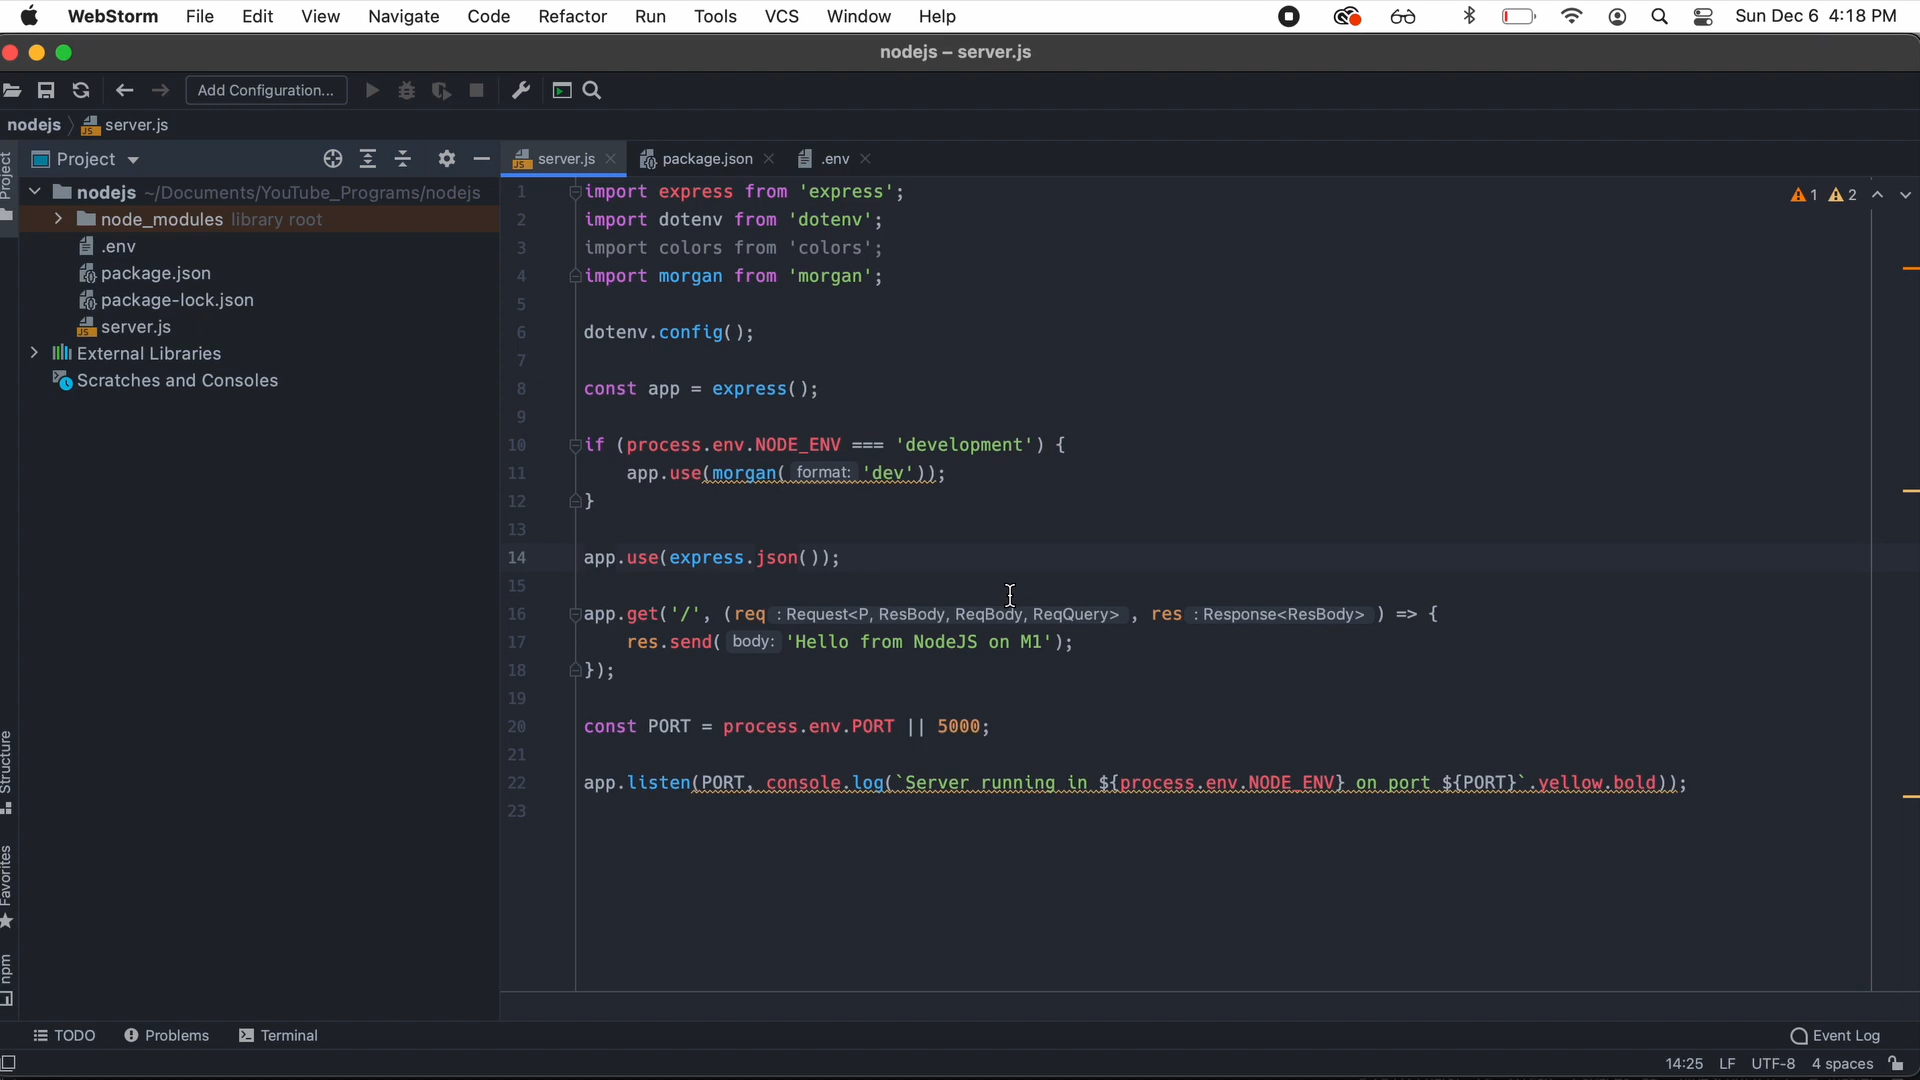 WebStorm File Edit View Navigate Code Refactor Run Tools VCS Window Help Sun Dec 6 4:18 PM
nodejs – server.js
Add Configuration...
nodejs server.js
Project
Project
server.js package.json .env
nodejs ~/Documents/YouTube_Programs/nodejs
node_modules library root
.env
package.json
package-lock.json
server.js
External Libraries
Scratches and Consoles
1 2
1 import express from 'express';
2 import dotenv from 'dotenv';
3 import colors from 'colors';
4 import morgan from 'morgan';
5
6 dotenv.config();
7
8 const app = express();
9
10 if (process.env.NODE_ENV === 'development') {
11 app.use(morgan( format: 'dev'));
12 }
13
14 app.use(express.json());
15
16 app.get('/', (req : Request<P, ResBody, ReqBody, ReqQuery> , res : Response<ResBody> ) => {
17 res.send( body: 'Hello from NodeJS on M1');
18 });
19
20 const PORT = process.env.PORT || 5000;
21
22 app.listen(PORT, console.log(`Server running in ${process.env.NODE_ENV} on port ${PORT}`.yellow.bold));
23
Structure
Favorites
npm
TODO Problems Terminal Event Log
14:25 LF UTF-8 4 spaces